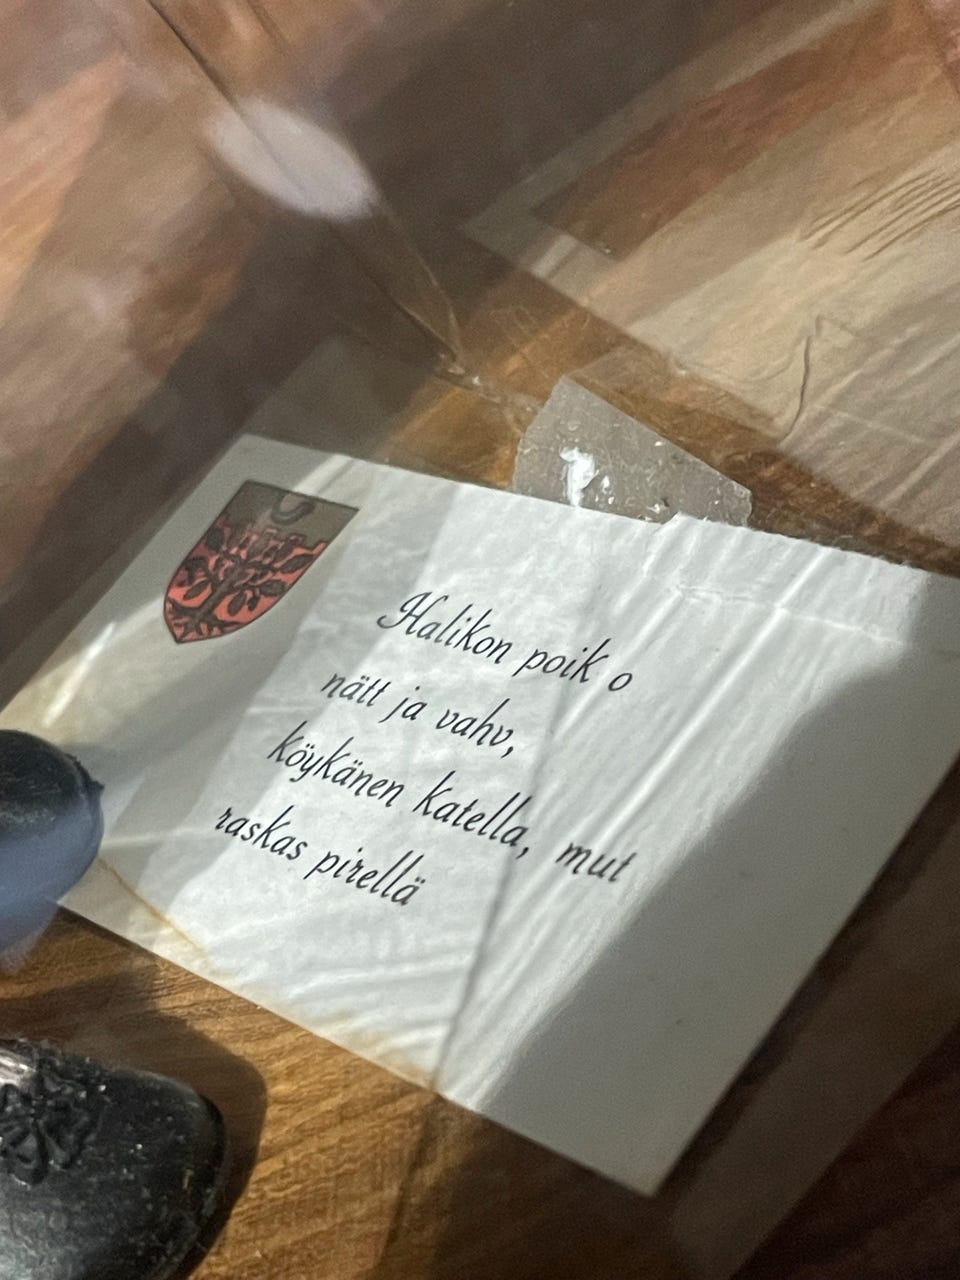 Halikon poik o
nätt ja vahv,
köykänen katella, mut
raskas pirellä